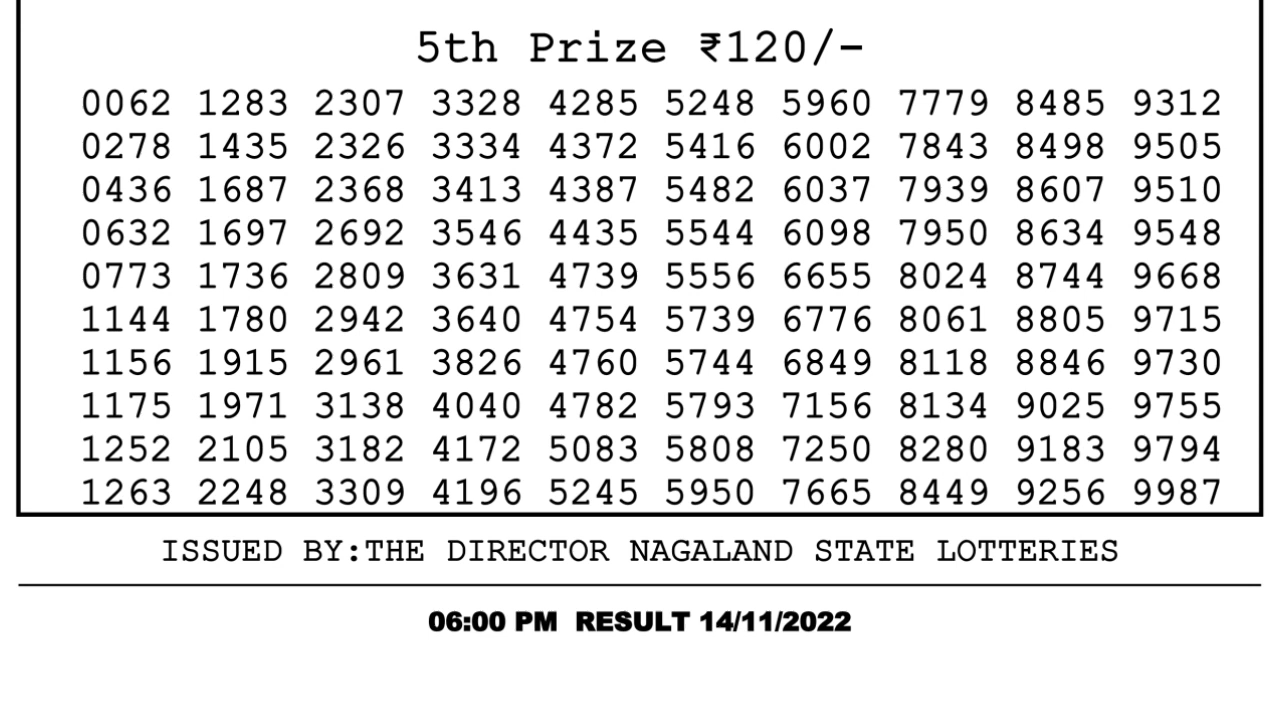 5th Prize ₹120/-
0062 1283 2307 3328 4285 5248 5960 7779 8485 9312
0278 1435 2326 3334 4372 5416 6002 7843 8498 9505
0436 1687 2368 3413 4387 5482 6037 7939 8607 9510
0632 1697 2692 3546 4435 5544 6098 7950 8634 9548
0773 1736 2809 3631 4739 5556 6655 8024 8744 9668
1144 1780 2942 3640 4754 5739 6776 8061 8805 9715
1156 1915 2961 3826 4760 5744 6849 8118 8846 9730
1175 1971 3138 4040 4782 5793 7156 8134 9025 9755
1252 2105 3182 4172 5083 5808 7250 8280 9183 9794
1263 2248 3309 4196 5245 5950 7665 8449 9256 9987
ISSUED BY:THE DIRECTOR NAGALAND STATE LOTTERIES
06:00 PM RESULT 14/11/2022